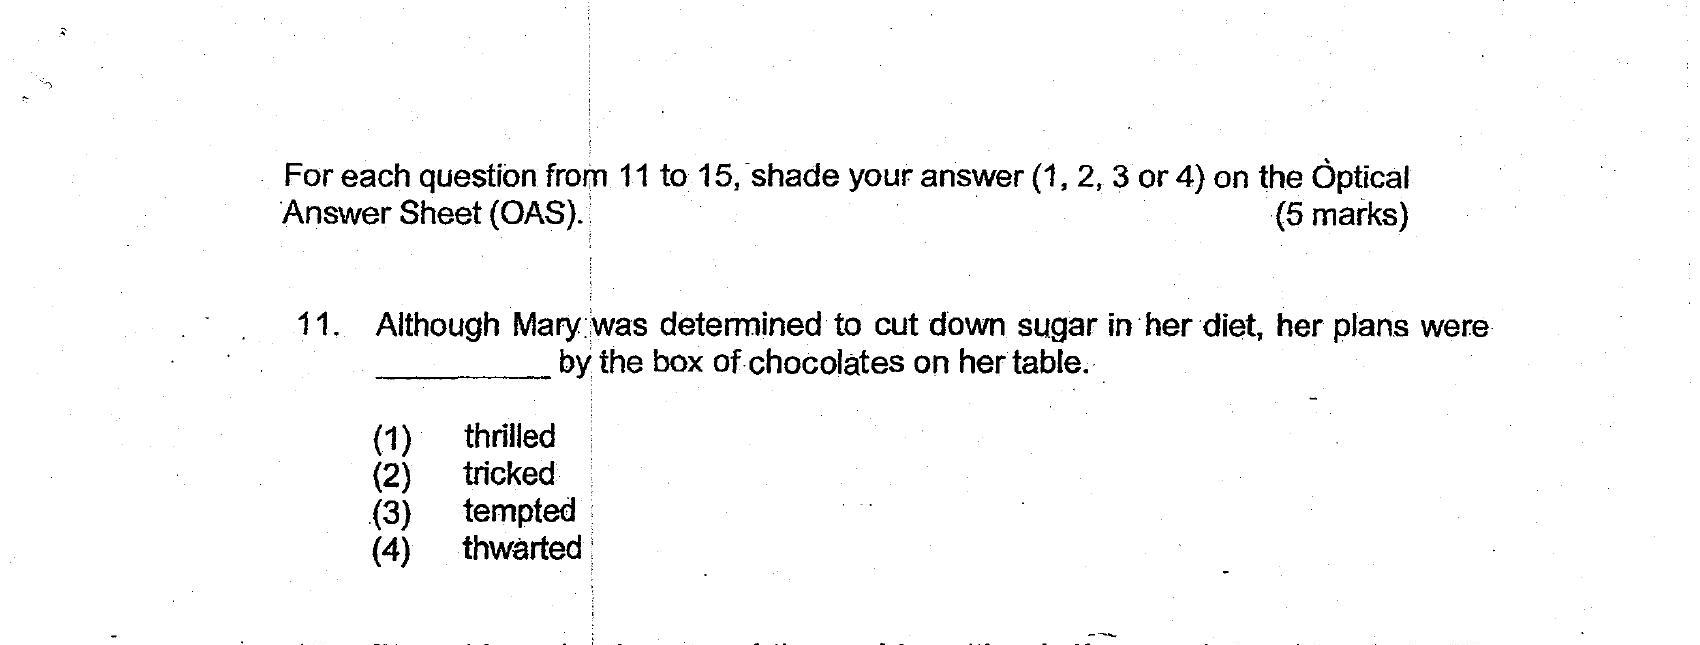 For each question from 11 to 15, shade your answer (1, 2, 3 or 4) on the Optical
Answer Sheet (OAS). (5 marks)
11. Although Mary was determined to cut down sugar in her diet, her plans were
__________ by the box of chocolates on her table.
(1) thrilled
(2) tricked
(3) tempted
(4) thwarted